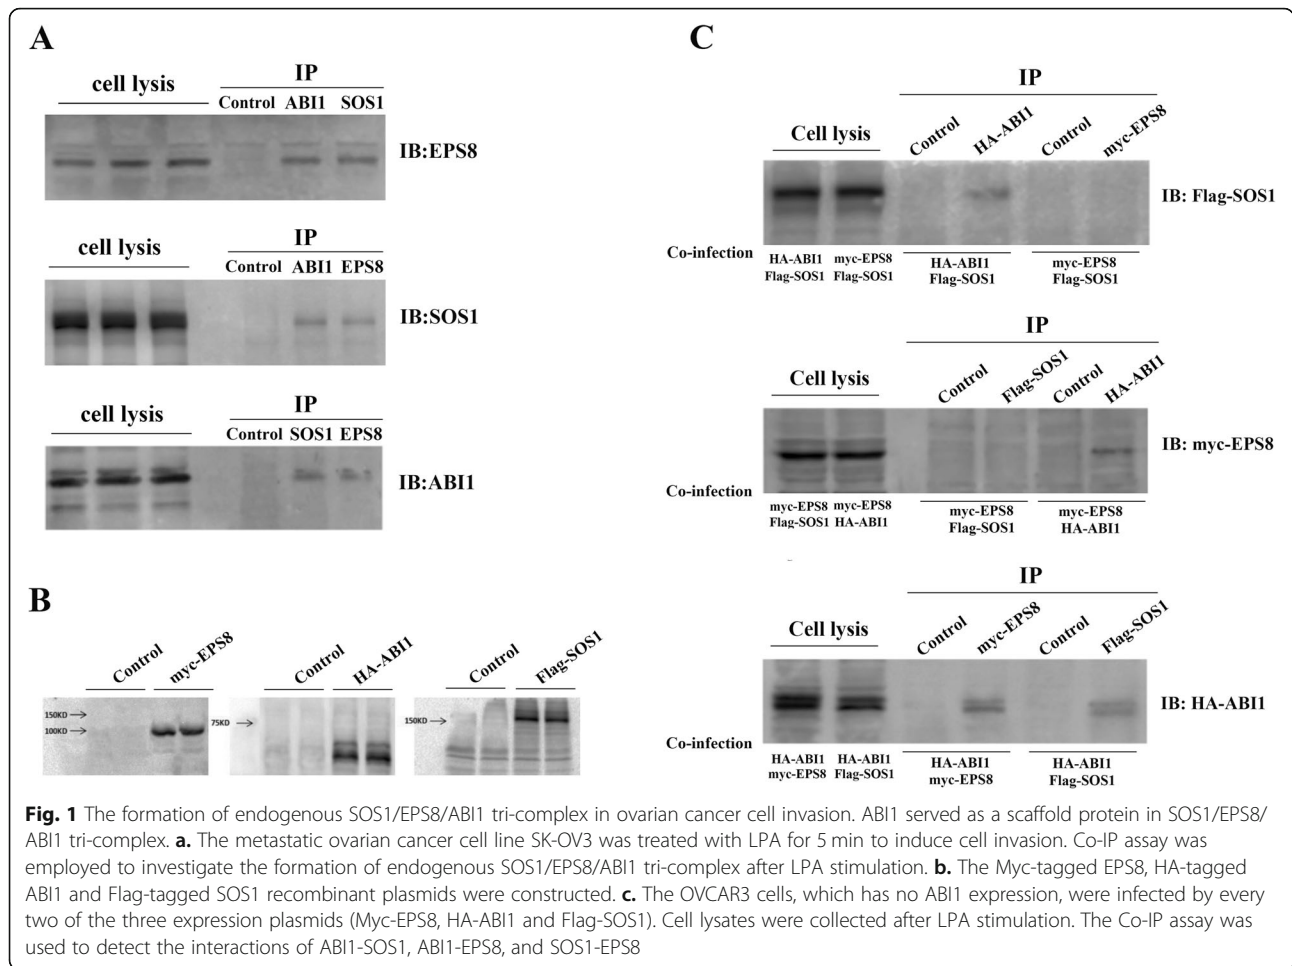 A
cell lysis
IP
Control ABI1 SOS1
IB:EPS8
cell lysis
IP
Control ABI1 EPS8
IB:SOS1
cell lysis
IP
Control SOS1 EPS8
IB:ABI1
B
Control
myc-EPS8
150KD
100KD
Control
HA-ABI1
75KD
Control
Flag-SOS1
150KD
C
IP
Cell lysis
Control
HA-ABI1
Control
myc-EPS8
IB: Flag-SOS1
Co-infection
HA-ABI1 myc-EPS8
Flag-SOS1 Flag-SOS1
HA-ABI1
Flag-SOS1
myc-EPS8
Flag-SOS1
IP
Cell lysis
Control
Flag-SOS1
Control
HA-ABI1
IB: myc-EPS8
Co-infection
myc-EPS8 myc-EPS8
Flag-SOS1 HA-ABI1
myc-EPS8
Flag-SOS1
myc-EPS8
HA-ABI1
IP
Cell lysis
Control
myc-EPS8
Control
Flag-SOS1
IB: HA-ABI1
Co-infection
HA-ABI1 HA-ABI1
myc-EPS8 Flag-SOS1
HA-ABI1
myc-EPS8
HA-ABI1
Flag-SOS1
Fig. 1 The formation of endogenous SOS1/EPS8/ABI1 tri-complex in ovarian cancer cell invasion. ABI1 served as a scaffold protein in SOS1/EPS8/
ABI1 tri-complex. a. The metastatic ovarian cancer cell line SK-OV3 was treated with LPA for 5 min to induce cell invasion. Co-IP assay was
employed to investigate the formation of endogenous SOS1/EPS8/ABI1 tri-complex after LPA stimulation. b. The Myc-tagged EPS8, HA-tagged
ABI1 and Flag-tagged SOS1 recombinant plasmids were constructed. c. The OVCAR3 cells, which has no ABI1 expression, were infected by every
two of the three expression plasmids (Myc-EPS8, HA-ABI1 and Flag-SOS1). Cell lysates were collected after LPA stimulation. The Co-IP assay was
used to detect the interactions of ABI1-SOS1, ABI1-EPS8, and SOS1-EPS8